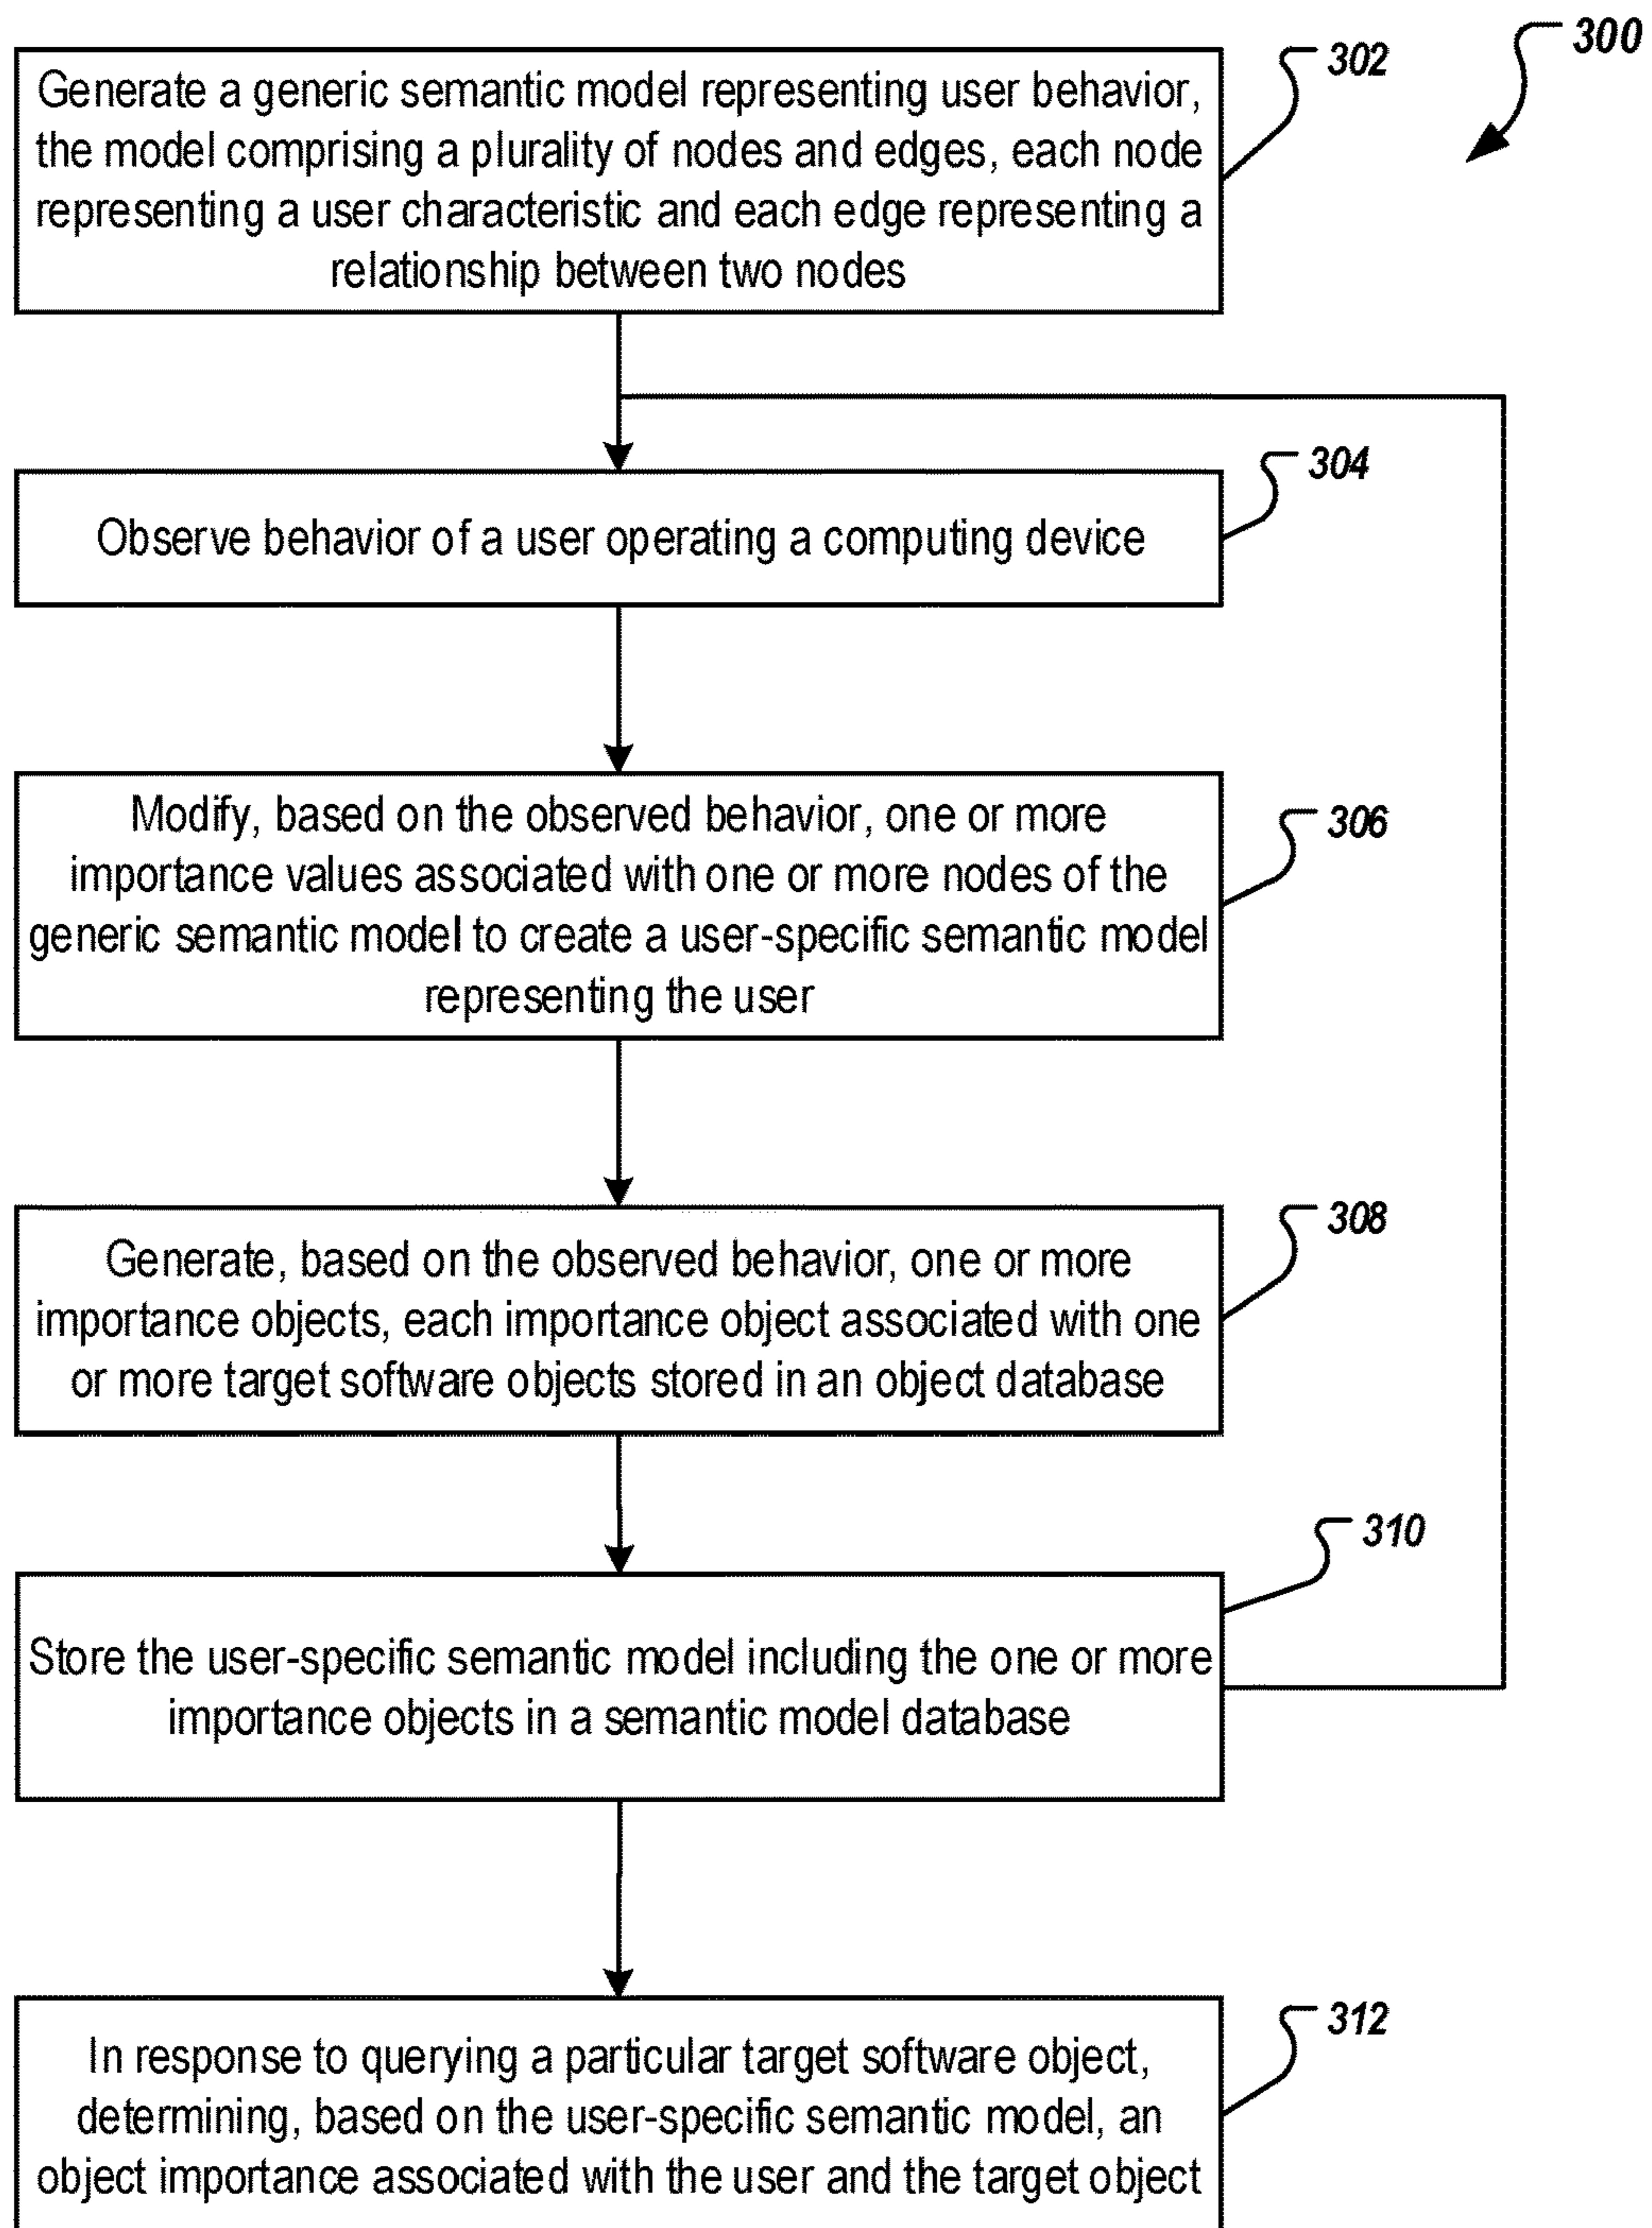 300
302
Generate a generic semantic model representing user behavior,
the model comprising a plurality of nodes and edges, each node
representing a user characteristic and each edge representing a
relationship between two nodes
304
Observe behavior of a user operating a computing device
306
Modify, based on the observed behavior, one or more
importance values associated with one or more nodes of the
generic semantic model to create a user-specific semantic model
representing the user
308
Generate, based on the observed behavior, one or more
importance objects, each importance object associated with one
or more target software objects stored in an object database
310
Store the user-specific semantic model including the one or more
importance objects in a semantic model database
312
In response to querying a particular target software object,
determining, based on the user-specific semantic model, an
object importance associated with the user and the target object